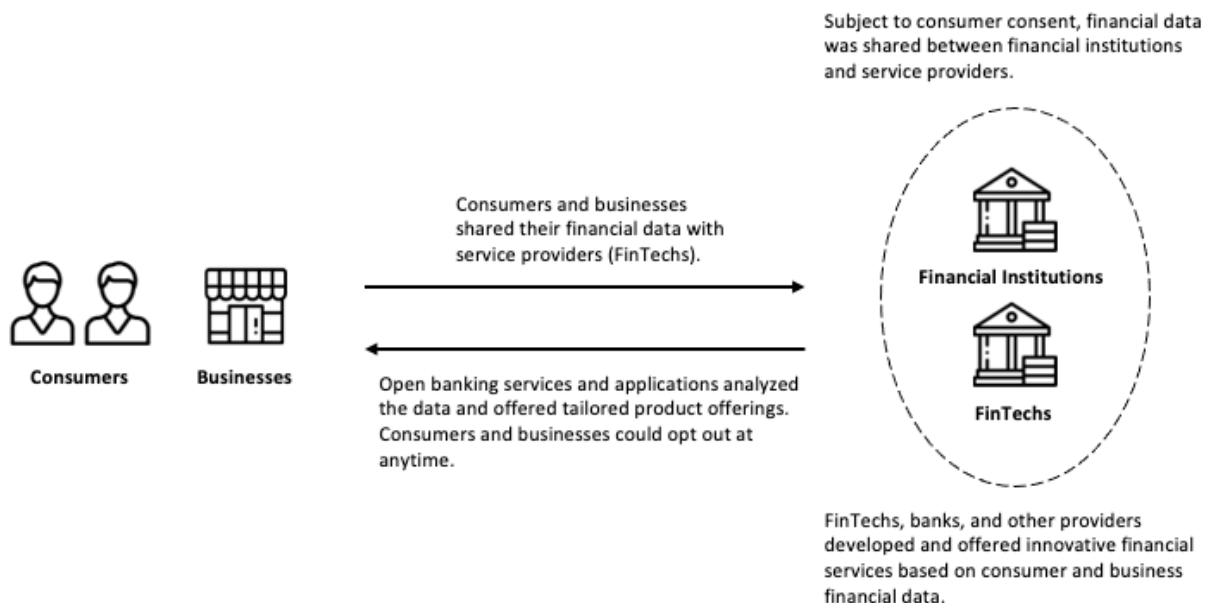 Subject to consumer consent, financial data
was shared between financial institutions
and service providers.
Consumers and businesses
shared their financial data with
service providers (FinTechs).
Financial Institutions
Consumers
Businesses
Open banking services and applications analyzed
the data and offered tailored product offerings.
Consumers and businesses could opt out at
anytime.
FinTechs
FinTechs, banks, and other providers
developed and offered innovative financial
services based on consumer and business
financial data.